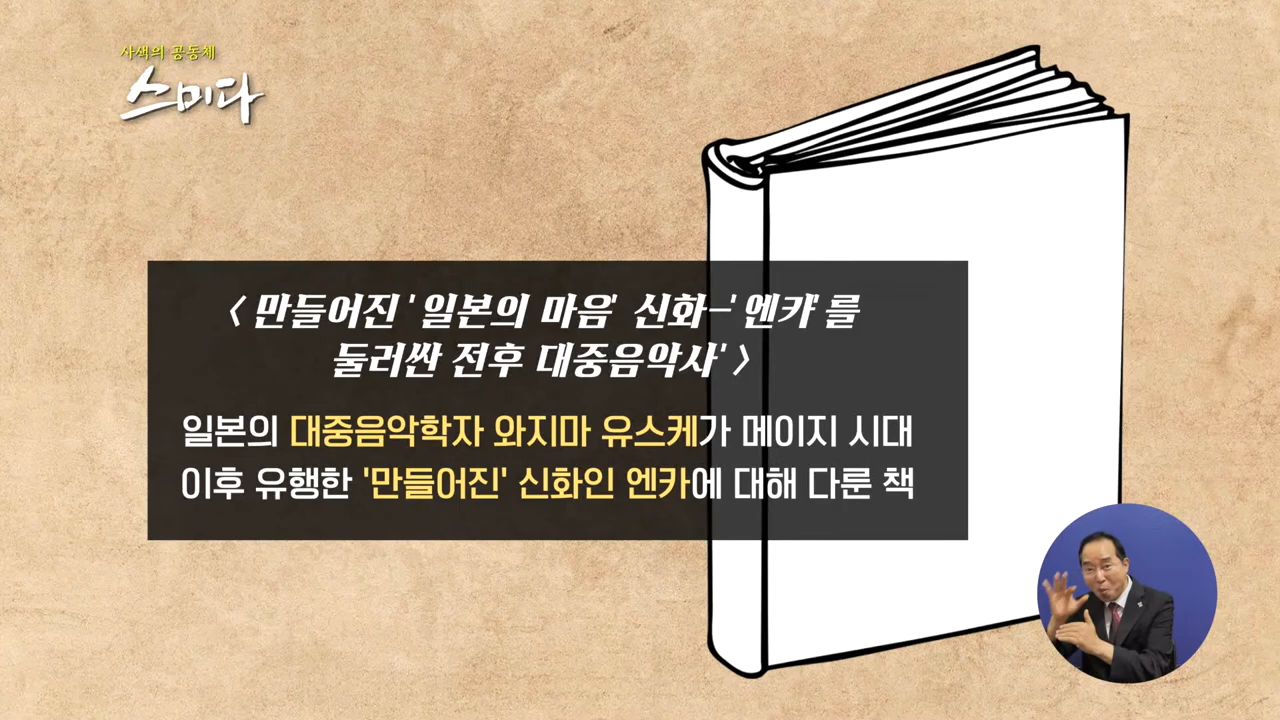 사색의 공동체
스미다
< 만들어진 '일본의 마음' 신화-'엔카'를
둘러싼 전후 대중음악사' >
일본의 대중음악학자 와지마 유스케가 메이지 시대
이후 유행한 '만들어진' 신화인 엔카에 대해 다룬 책